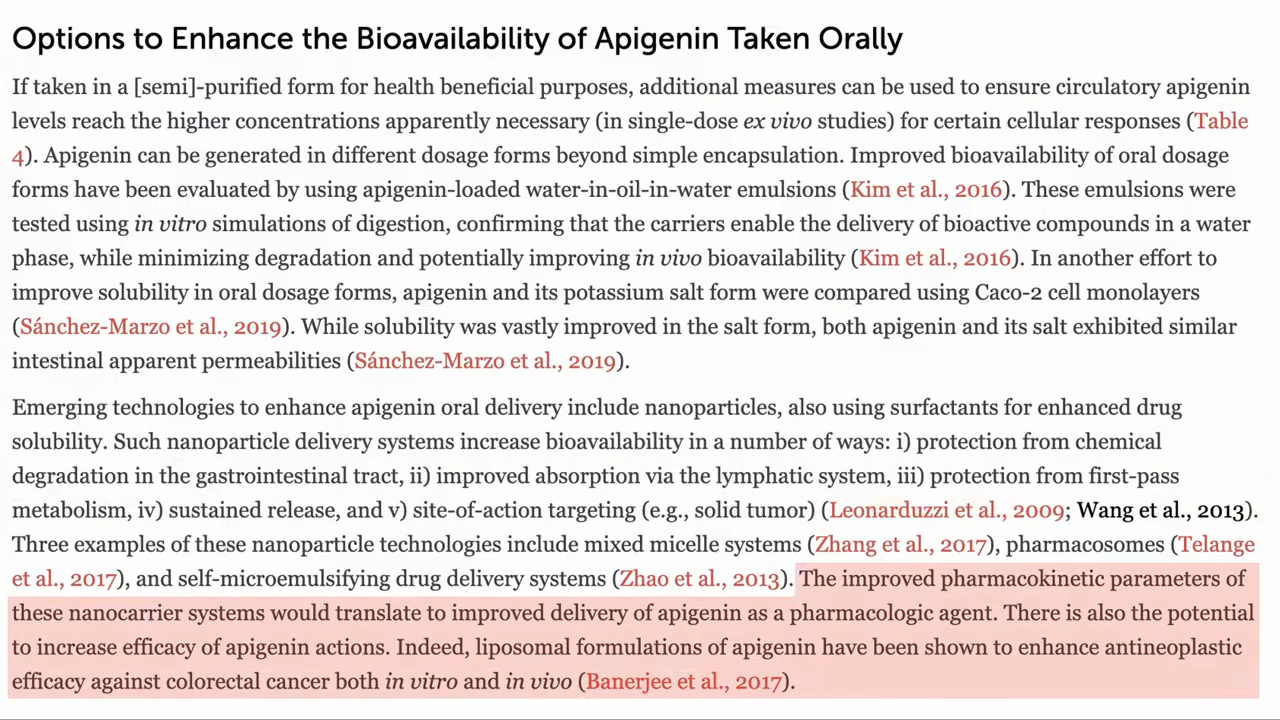 Options to Enhance the Bioavailability of Apigenin Taken Orally
If taken in a [semi]-purified form for health beneficial purposes, additional measures can be used to ensure circulatory apigenin
levels reach the higher concentrations apparently necessary (in single-dose ex vivo studies) for certain cellular responses (Table
4). Apigenin can be generated in different dosage forms beyond simple encapsulation. Improved bioavailability of oral dosage
forms have been evaluated by using apigenin-loaded water-in-oil-in-water emulsions (Kim et al., 2016). These emulsions were
tested using in vitro simulations of digestion, confirming that the carriers enable the delivery of bioactive compounds in a water
phase, while minimizing degradation and potentially improving in vivo bioavailability (Kim et al., 2016). In another effort to
improve solubility in oral dosage forms, apigenin and its potassium salt form were compared using Caco-2 cell monolayers
(Sánchez-Marzo et al., 2019). While solubility was vastly improved in the salt form, both apigenin and its salt exhibited similar
intestinal apparent permeabilities (Sánchez-Marzo et al., 2019).
Emerging technologies to enhance apigenin oral delivery include nanoparticles, also using surfactants for enhanced drug
solubility. Such nanoparticle delivery systems increase bioavailability in a number of ways: i) protection from chemical
degradation in the gastrointestinal tract, ii) improved absorption via the lymphatic system, iii) protection from first-pass
metabolism, iv) sustained release, and v) site-of-action targeting (e.g., solid tumor) (Leonarduzzi et al., 2009; Wang et al., 2013).
Three examples of these nanoparticle technologies include mixed micelle systems (Zhang et al., 2017), pharmacosomes (Telange
et al., 2017), and self-microemulsifying drug delivery systems (Zhao et al., 2013). The improved pharmacokinetic parameters of
these nanocarrier systems would translate to improved delivery of apigenin as a pharmacologic agent. There is also the potential
to increase efficacy of apigenin actions. Indeed, liposomal formulations of apigenin have been shown to enhance antineoplastic
efficacy against colorectal cancer both in vitro and in vivo (Banerjee et al., 2017).